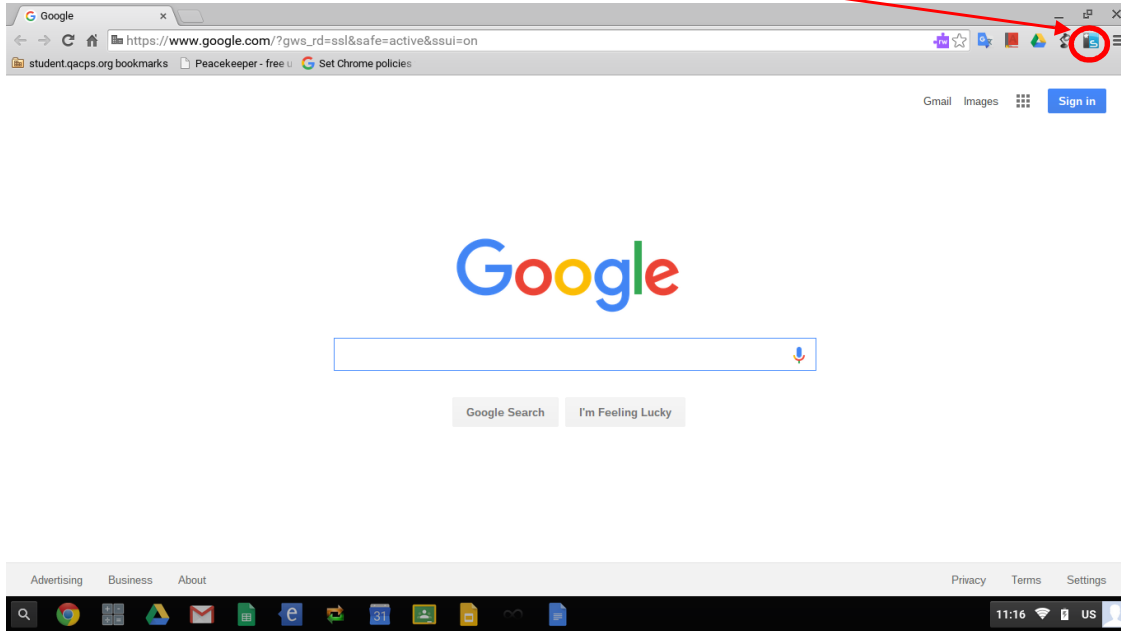 G Google ×
https://www.google.com/?gws_rd=ssl&safe=active&ssui=on rw
student.qacps.org bookmarks Peacekeeper - free u G Set Chrome policies
Gmail Images Sign in
Google
Google Search I'm Feeling Lucky
Advertising Business About Privacy Terms Settings
31 11:16 US